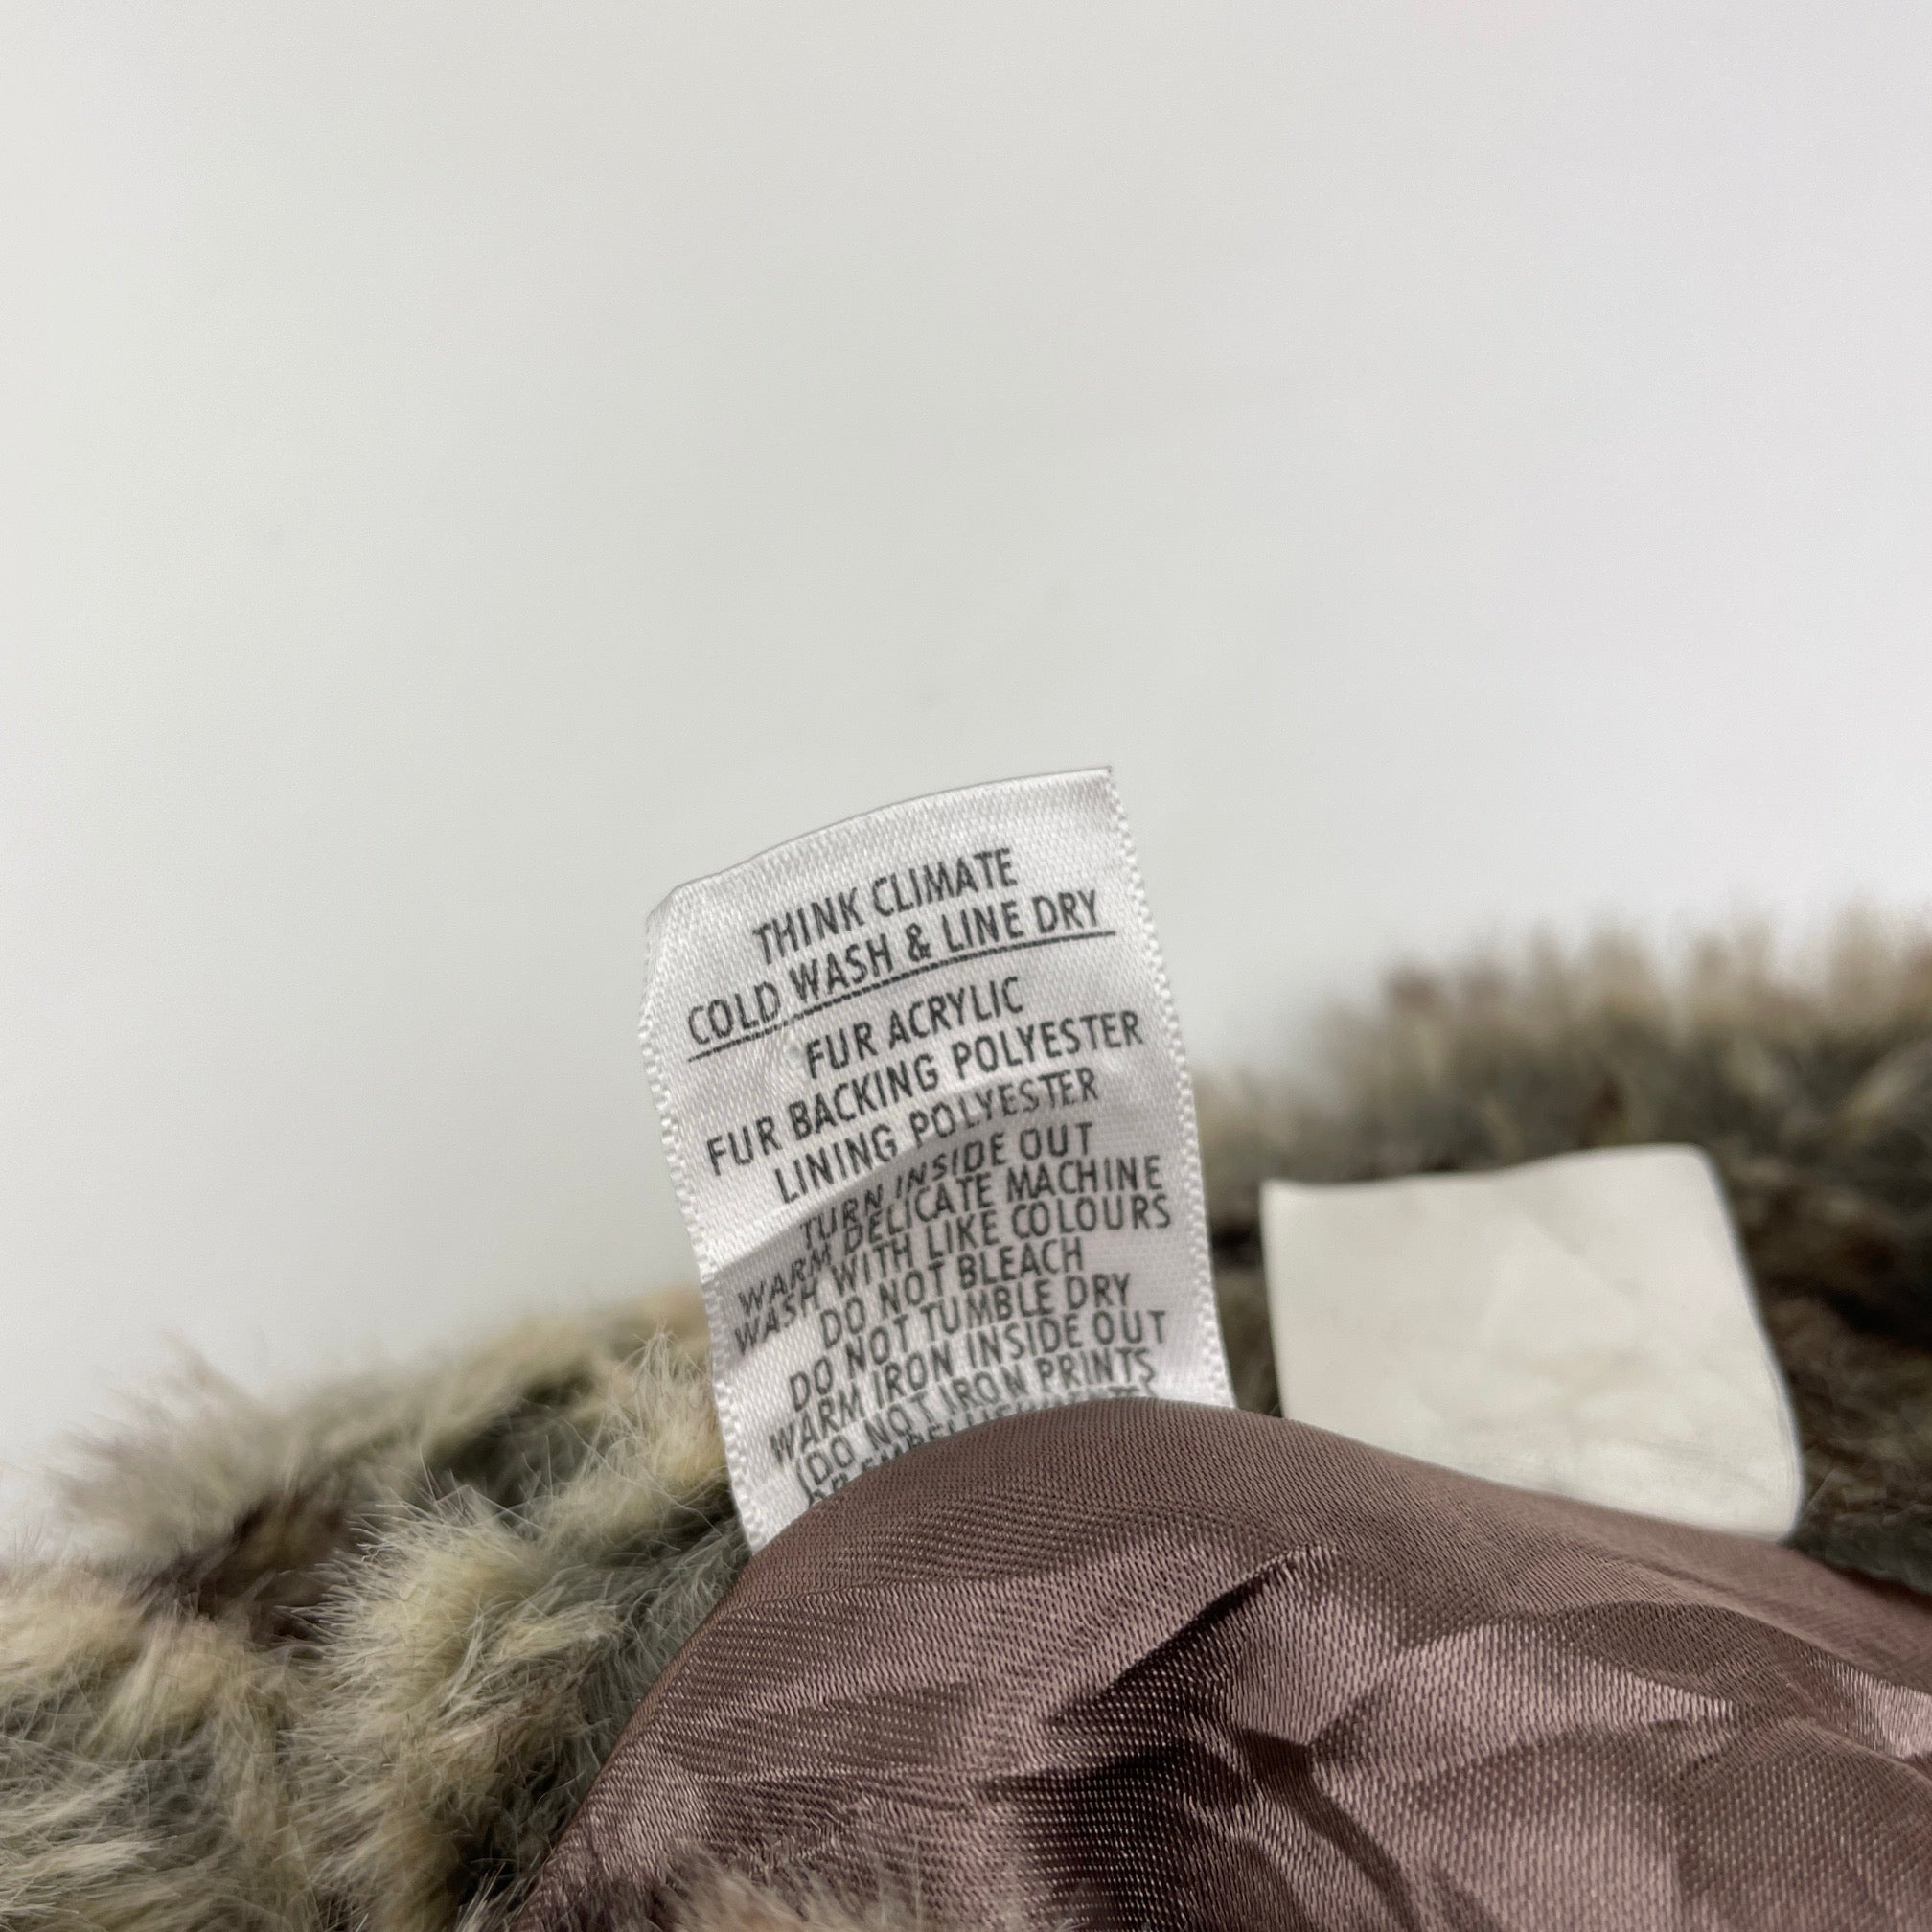 THINK CLIMATE
COLD WASH & LINE DRY
FUR ACRYLIC
FUR BACKING POLYESTER
LINING POLYESTER
TURN INSIDE OUT
WARM DELICATE MACHINE
WASH WITH LIKE COLOURS
DO NOT BLEACH
DO NOT TUMBLE DRY
WARM IRON INSIDE OUT
(DO NOT IRON PRINTS